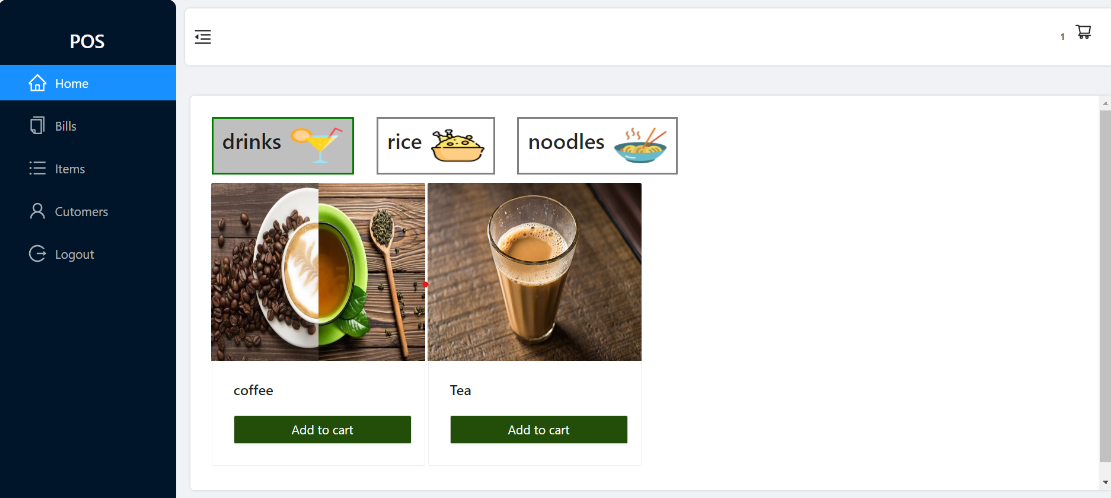 POS
Home
Bills
Items
Cutomers
Logout
1
drinks
rice
noodles
coffee
Tea
Add to cart
Add to cart